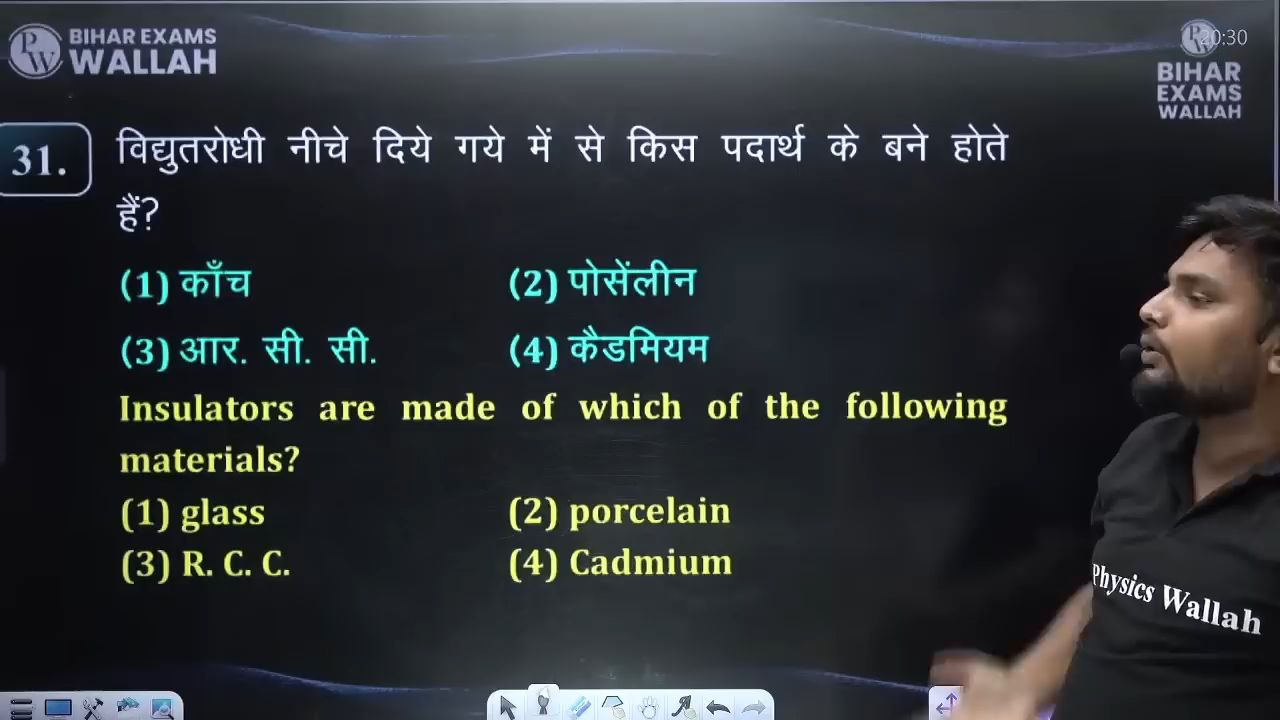 BIHAR EXAMS
WALLAH
20:30
BIHAR
EXAMS
WALLAH
31.
विद्युतरोधी नीचे दिये गये में से किस पदार्थ के बने होते
हैं?
(1) काँच (2) पोर्सेलीन
(3) आर. सी. सी. (4) कैडमियम
Insulators are made of which of the following
materials?
(1) glass (2) porcelain
(3) R. C. C. (4) Cadmium
Physics Wallah